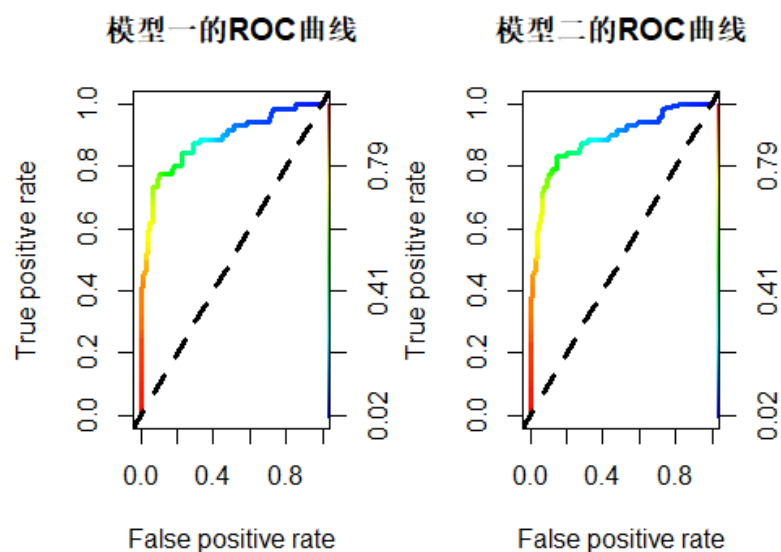 模型一的ROC曲线
True positive rate
0.0 0.2 0.4 0.6 0.8 1.0
0.02 0.41 0.79
0.0 0.4 0.8
False positive rate
模型二的ROC曲线
True positive rate
0.0 0.2 0.4 0.6 0.8 1.0
0.02 0.41 0.79
0.0 0.4 0.8
False positive rate